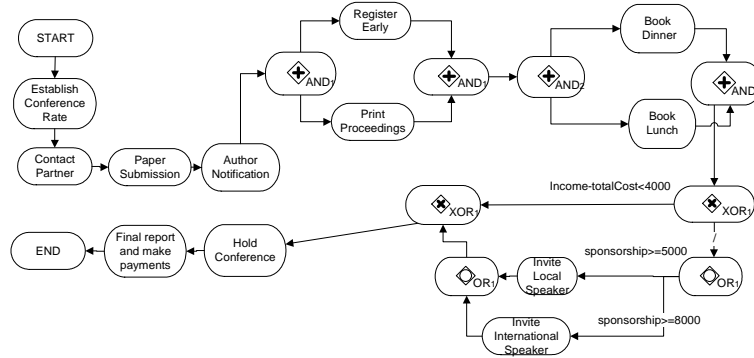 START
Establish
Conference
Rate
Contact
Partner
Paper
Submission
Author
Notification
AND1
Register
Early
Print
Proceedings
AND1
AND2
Book
Dinner
Book
Lunch
AND
Income-totalCost<4000
XOR1
XOR1
sponsorship>=5000
OR1
sponsorship>=8000
Invite
Local
Speaker
Invite
International
Speaker
OR1
Hold
Conference
Final report
and make
payments
END